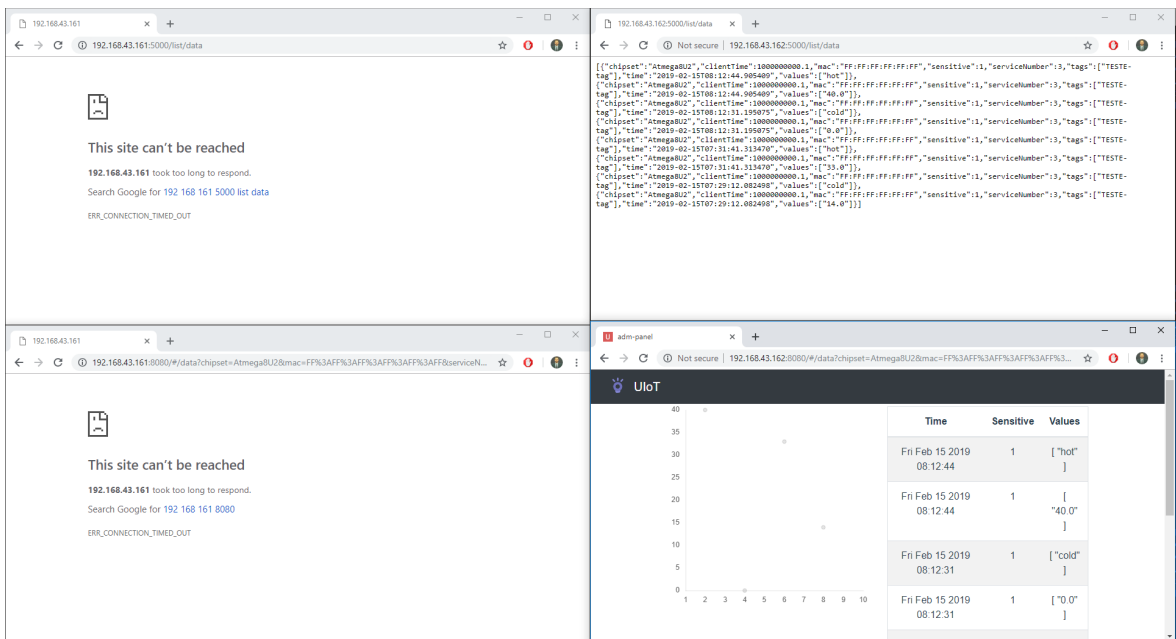 192.168.43.161
192.168.43.161:5000/list/data
This site can't be reached
192.168.43.161 took too long to respond.
Search Google for 192 168 161 5000 list data
ERR_CONNECTION_TIMED_OUT
192.168.43.162:5000/list/data
Not secure | 192.168.43.162:5000/list/data
[{"chipset":"Atmega8U2","clientTime":1000000000.1,"mac":"FF:FF:FF:FF:FF:FF","sensitive":1,"serviceNumber":3,"tags":["TESTE-
tag"],"time":"2019-02-15T08:12:44.905409","values":["hot"]},
{"chipset":"Atmega8U2","clientTime":1000000000.1,"mac":"FF:FF:FF:FF:FF:FF","sensitive":1,"serviceNumber":3,"tags":["TESTE-
tag"],"time":"2019-02-15T08:12:44.905409","values":["40.0"]},
{"chipset":"Atmega8U2","clientTime":1000000000.1,"mac":"FF:FF:FF:FF:FF:FF","sensitive":1,"serviceNumber":3,"tags":["TESTE-
tag"],"time":"2019-02-15T08:12:31.195075","values":["cold"]},
{"chipset":"Atmega8U2","clientTime":1000000000.1,"mac":"FF:FF:FF:FF:FF:FF","sensitive":1,"serviceNumber":3,"tags":["TESTE-
tag"],"time":"2019-02-15T08:12:31.195075","values":["0.0"]},
{"chipset":"Atmega8U2","clientTime":1000000000.1,"mac":"FF:FF:FF:FF:FF:FF","sensitive":1,"serviceNumber":3,"tags":["TESTE-
tag"],"time":"2019-02-15T07:31:41.313470","values":["hot"]},
{"chipset":"Atmega8U2","clientTime":1000000000.1,"mac":"FF:FF:FF:FF:FF:FF","sensitive":1,"serviceNumber":3,"tags":["TESTE-
tag"],"time":"2019-02-15T07:31:41.313470","values":["33.0"]},
{"chipset":"Atmega8U2","clientTime":1000000000.1,"mac":"FF:FF:FF:FF:FF:FF","sensitive":1,"serviceNumber":3,"tags":["TESTE-
tag"],"time":"2019-02-15T07:29:12.082498","values":["cold"]},
{"chipset":"Atmega8U2","clientTime":1000000000.1,"mac":"FF:FF:FF:FF:FF:FF","sensitive":1,"serviceNumber":3,"tags":["TESTE-
tag"],"time":"2019-02-15T07:29:12.082498","values":["14.0"]}]
192.168.43.161
192.168.43.161:8080/#/data?chipset=Atmega8U2&mac=FF%3AFF%3AFF%3AFF%3AFF%3AFF&serviceN...
This site can't be reached
192.168.43.161 took too long to respond.
Search Google for 192 168 161 8080
ERR_CONNECTION_TIMED_OUT
U adm-panel
Not secure | 192.168.43.162:8080/#/data?chipset=Atmega8U2&mac=FF%3AFF%3AFF%3AFF%3AFF%3...
UIoT
40
35
30
25
20
15
10
5
0
1 2 3 4 5 6 7 8 9 10
Time Sensitive Values
Fri Feb 15 2019 1 [ "hot"
08:12:44 ]
Fri Feb 15 2019 1 [
08:12:44 "40.0"
]
Fri Feb 15 2019 1 [ "cold"
08:12:31 ]
Fri Feb 15 2019 1 [ "0.0"
08:12:31 ]